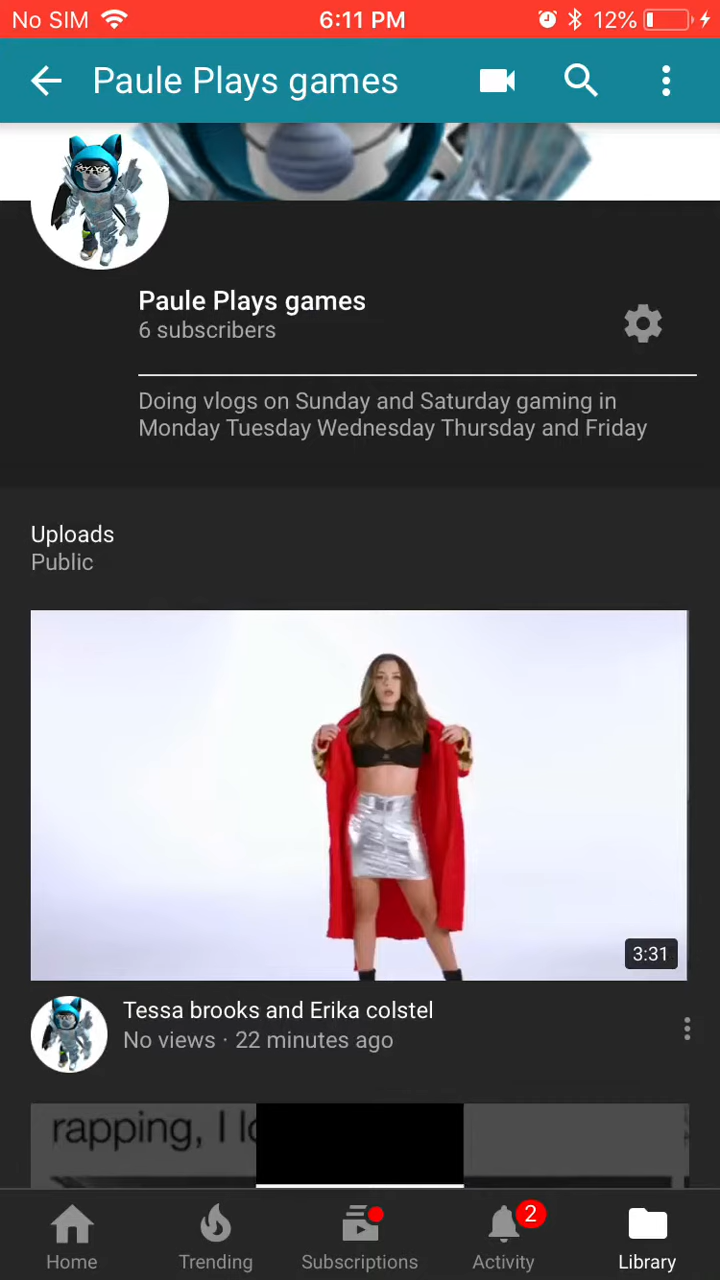 No SIM 6:11 PM 12%
Paule Plays games
Paule Plays games
6 subscribers
Doing vlogs on Sunday and Saturday gaming in
Monday Tuesday Wednesday Thursday and Friday
Uploads
Public
3:31
Tessa brooks and Erika colstel
No views · 22 minutes ago
rapping, I
2
Home Trending Subscriptions Activity Library